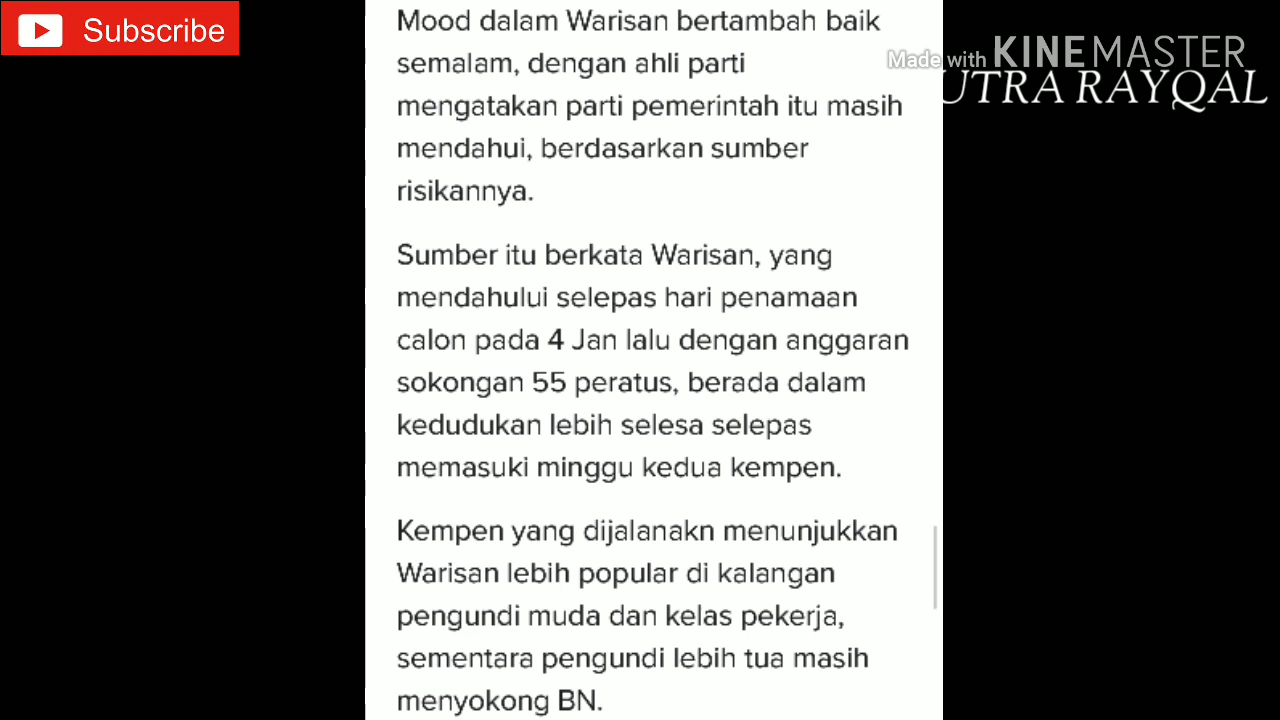 Subscribe
Made with KINEMASTER
UTRA RAYQAL
Mood dalam Warisan bertambah baik
semalam, dengan ahli parti
mengatakan parti pemerintah itu masih
mendahui, berdasarkan sumber
risikannya.
Sumber itu berkata Warisan, yang
mendahului selepas hari penamaan
calon pada 4 Jan lalu dengan anggaran
sokongan 55 peratus, berada dalam
kedudukan lebih selesa selepas
memasuki minggu kedua kempen.
Kempen yang dijalanakn menunjukkan
Warisan lebih popular di kalangan
pengundi muda dan kelas pekerja,
sementara pengundi lebih tua masih
menyokong BN.